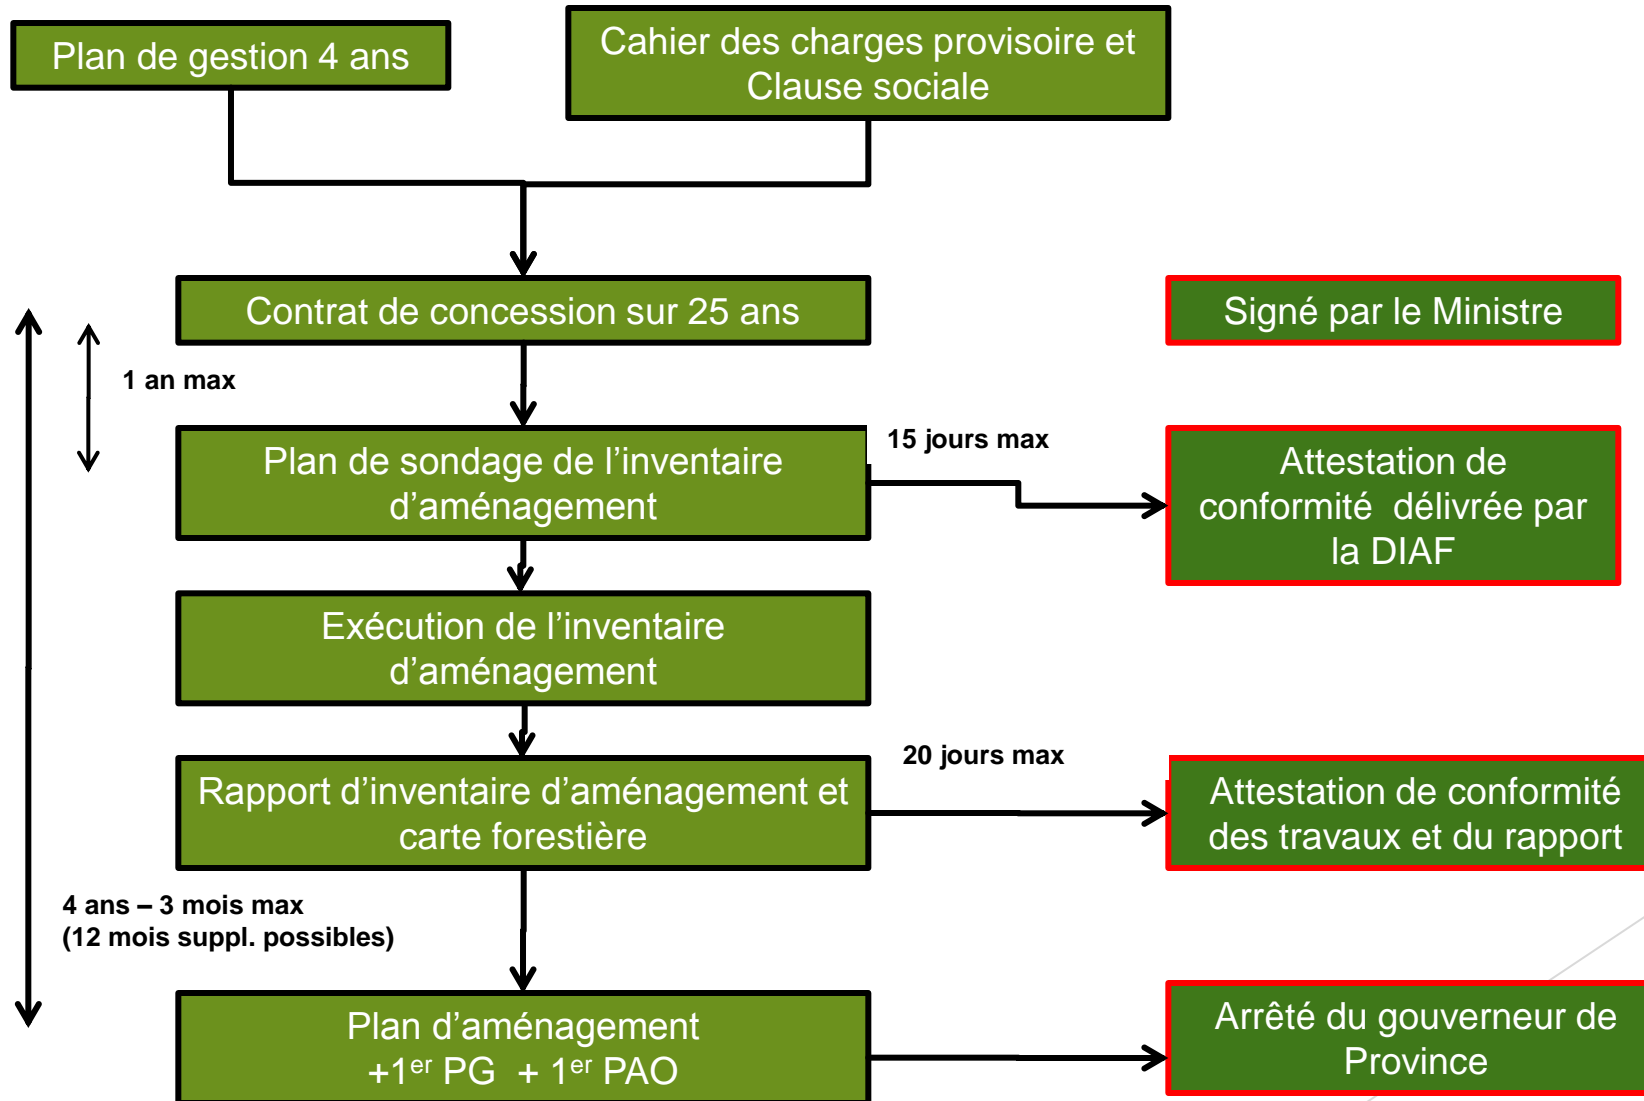 Plan de gestion 4 ans
Cahier des charges provisoire et
Clause sociale
Contrat de concession sur 25 ans
Signé par le Ministre
1 an max
Plan de sondage de l’inventaire
d’aménagement
15 jours max
Attestation de
conformité  délivrée par
la DIAF
Exécution de l’inventaire
d’aménagement
Rapport d’inventaire d’aménagement et
carte forestière
20 jours max
Attestation de conformité
des travaux et du rapport
4 ans – 3 mois max
(12 mois suppl. possibles)
Plan d’aménagement
+1er PG  + 1er PAO
Arrêté du gouverneur de
Province